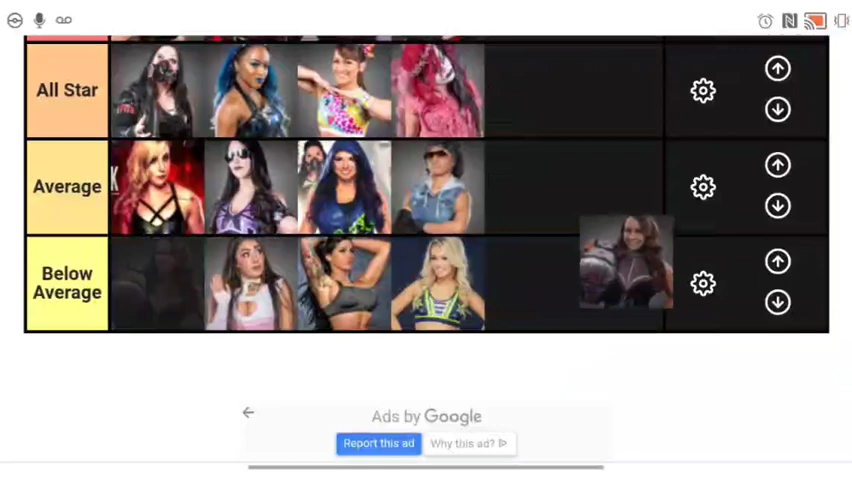 All Star
Average
Below
Average
Ads by Google
Report this ad
Why this ad?